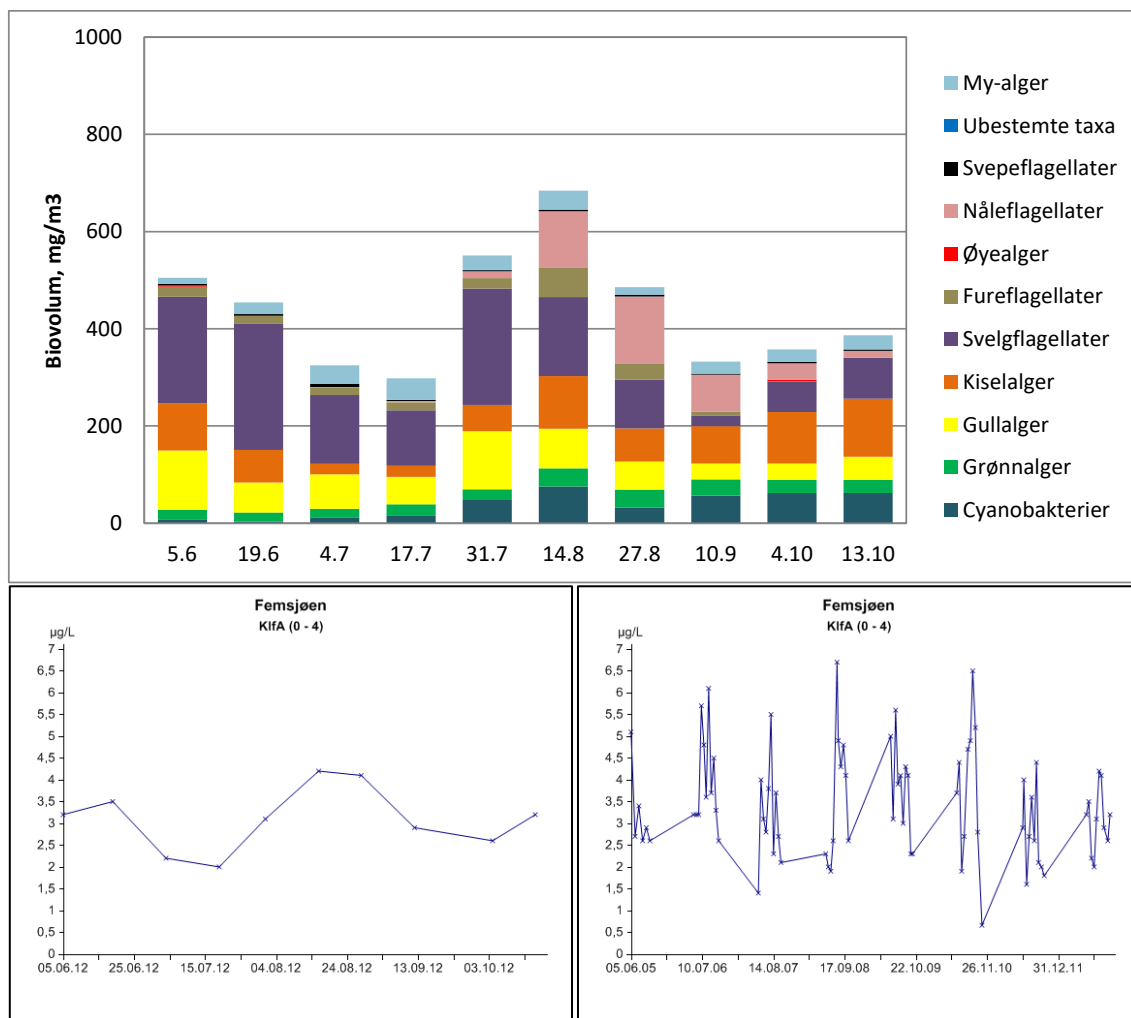 Biovolum, mg/m3
1000
800
600
400
200
0
5.6 19.6 4.7 17.7 31.7 14.8 27.8 10.9 4.10 13.10
My-alger
Ubestemte taxa
Svepeflagellater
Nåleflagellater
Øyealger
Fureflagellater
Svelgflagellater
Kiselalger
Gullalger
Grønnalger
Cyanobakterier
Femsjøen
KlfA (0 - 4)
µg/L
7
6,5
6
5,5
5
4,5
4
3,5
3
2,5
2
1,5
1
0,5
0
05.06.12 25.06.12 15.07.12 04.08.12 24.08.12 13.09.12 03.10.12
Femsjøen
KlfA (0 - 4)
µg/L
7
6,5
6
5,5
5
4,5
4
3,5
3
2,5
2
1,5
1
0,5
0
05.06.05 10.07.06 14.08.07 17.09.08 22.10.09 26.11.10 31.12.11